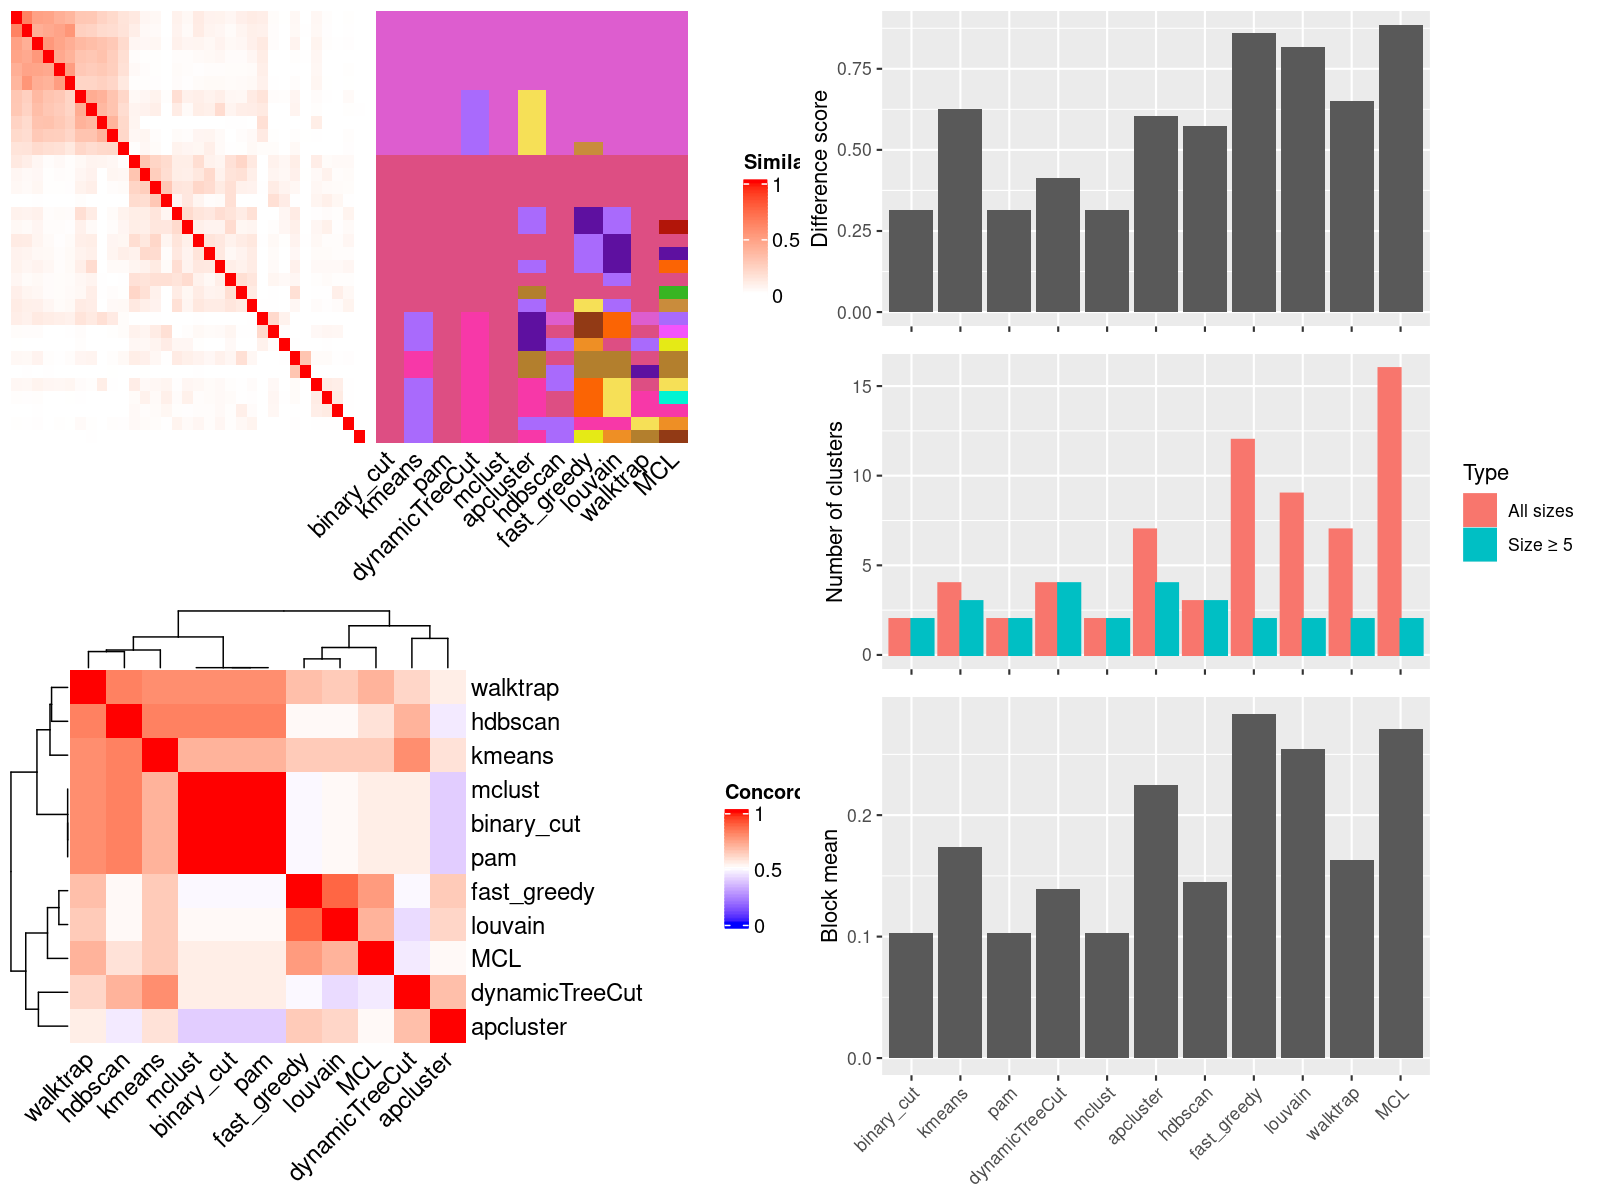 Simila
1
0.5
0
binary_cut
kmeans
pam
dynamicTreeCut
mclust
apcluster
hdbscan
fast_greedy
louvain
walktrap
MCL
walktrap
hdbscan
kmeans
mclust
binary_cut
pam
fast_greedy
louvain
MCL
dynamicTreeCut
apcluster
walktrap
hdbscan
kmeans
mclust
binary_cut
pam
fast_greedy
louvain
MCL
dynamicTreeCut
apcluster
Concord
1
0.5
0
Difference score
0.75
0.50
0.25
0.00
Number of clusters
15
10
5
0
Type
All sizes
Size ≥ 5
Block mean
0.2
0.1
0.0
binary_cut
kmeans
pam
dynamicTreeCut
mclust
apcluster
hdbscan
fast_greedy
louvain
walktrap
MCL